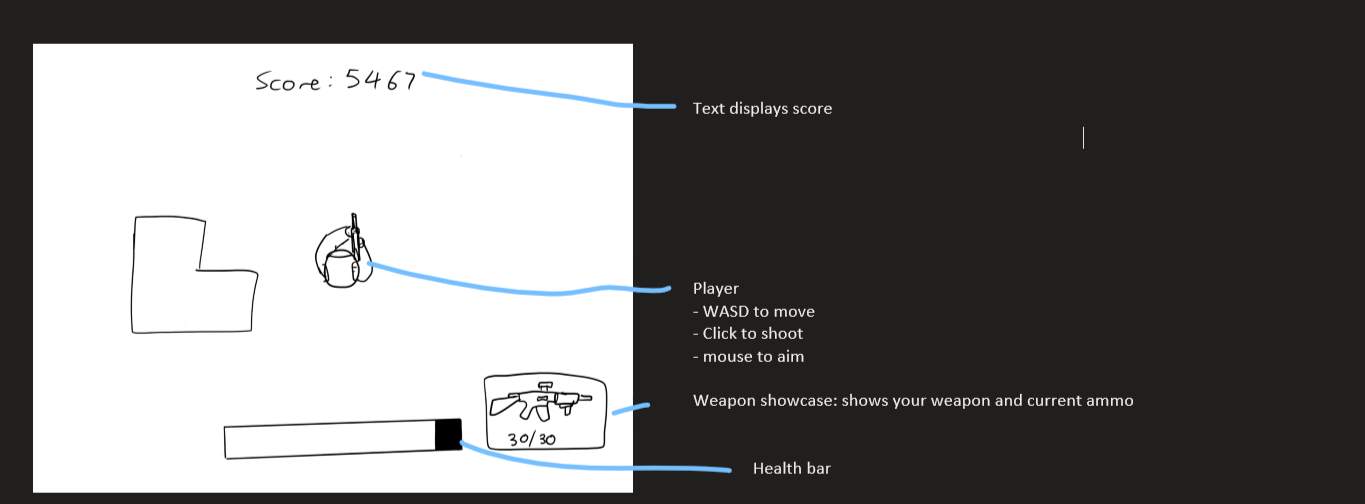 Score: 5467
Text displays score
Player
- WASD to move
- Click to shoot
- mouse to aim
Weapon showcase: shows your weapon and current ammo
30/30
Health bar